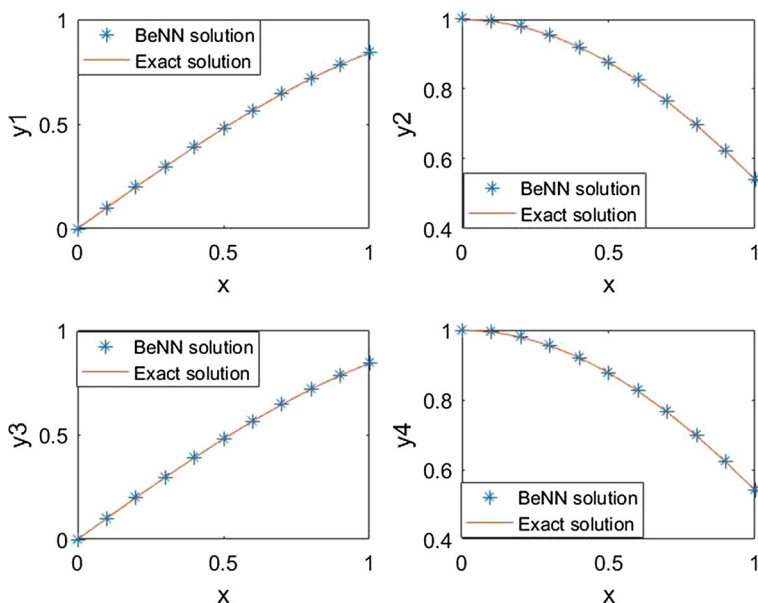 1
BeNN solution
Exact solution
y1
0.5
0
0
0.5
1
x
1
0.8
y2
0.6
BeNN solution
Exact solution
0.4
0
0.5
1
x
1
BeNN solution
Exact solution
y3
0.5
0
0
0.5
1
x
1
0.8
y4
0.6
BeNN solution
Exact solution
0.4
0
0.5
1
x